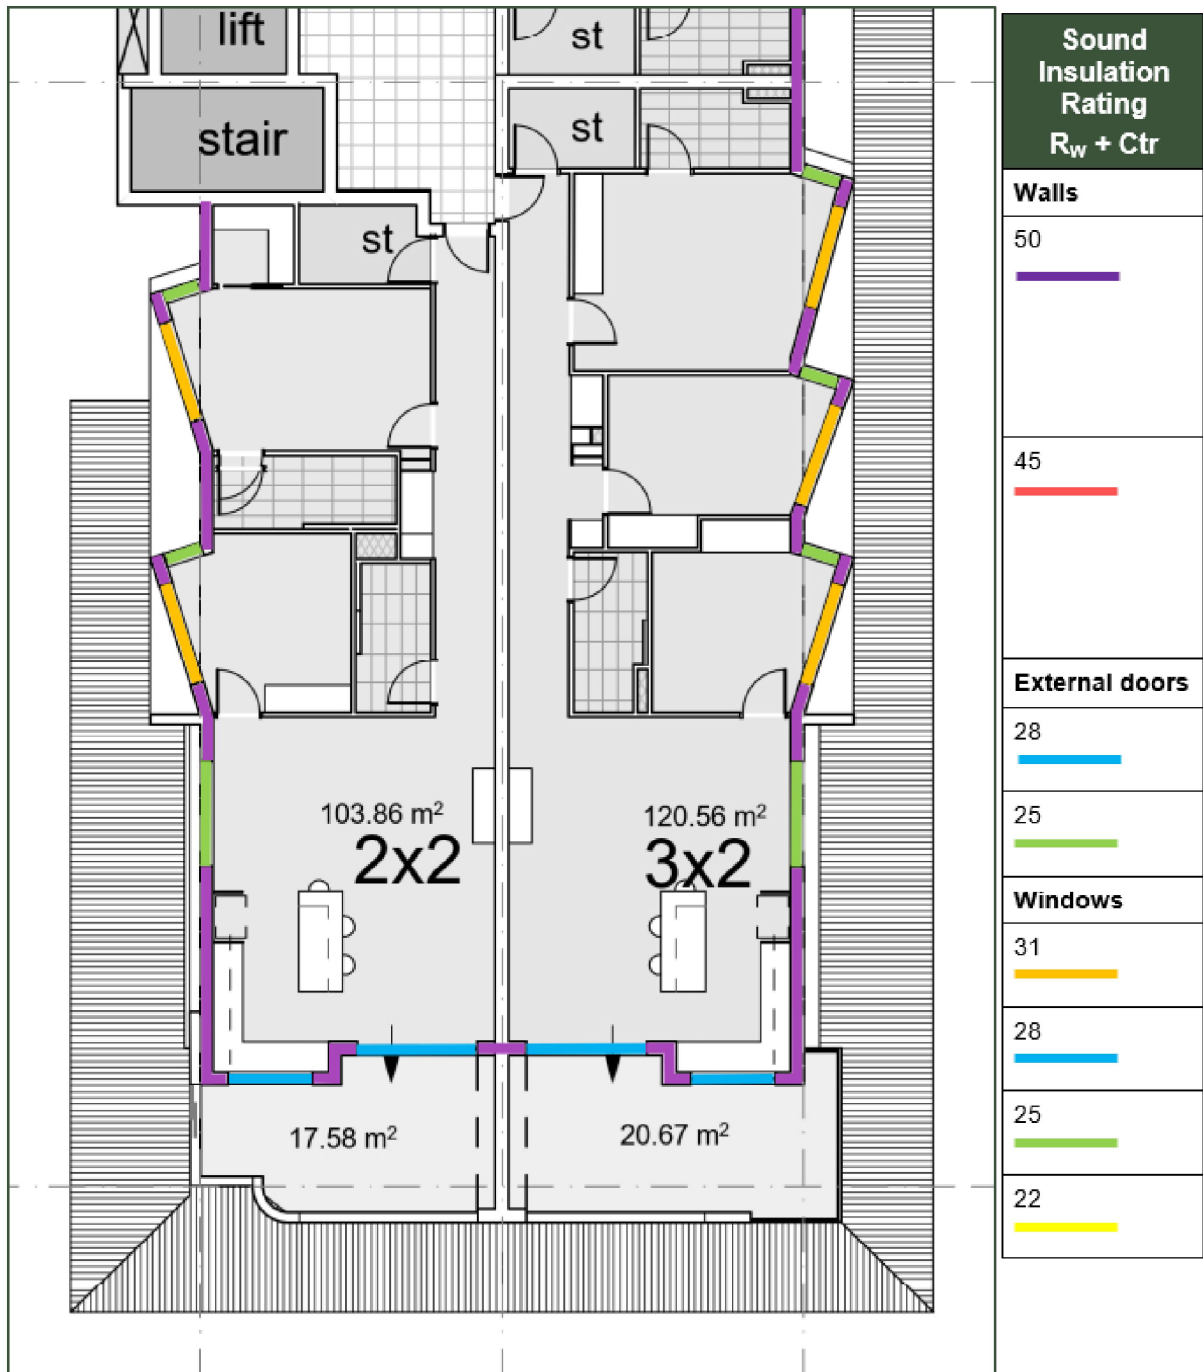 lift
st
stair
st
st
103.86 m²
2x2
120.56 m²
3x2
17.58 m²
20.67 m²
Sound
Insulation
Rating
Rw + Ctr
Walls
50
45
External doors
28
25
Windows
31
28
25
22